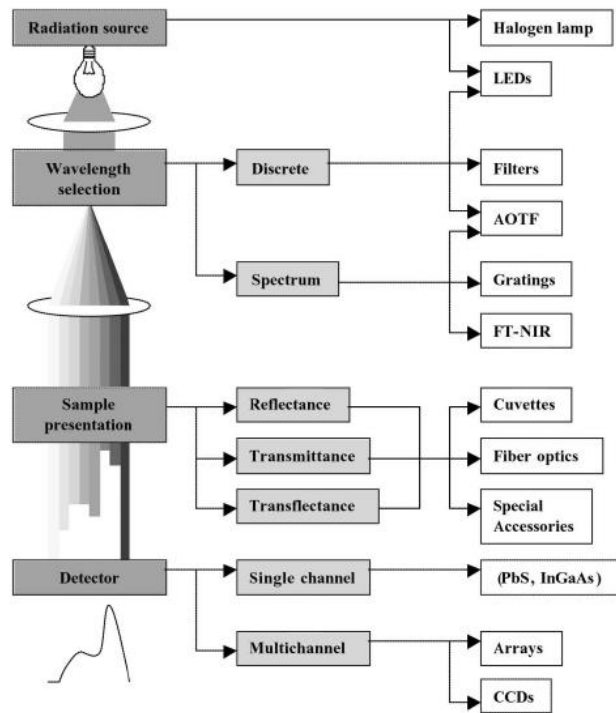 Radiation source
Halogen lamp
LEDs
Wavelength
selection
Discrete
Filters
AOTF
Spectrum
Gratings
FT-NIR
Sample
presentation
Reflectance
Cuvettes
Transmittance
Fiber optics
Transflectance
Special
Accessories
Detector
Single channel
(PbS, InGaAs)
Multichannel
Arrays
CCDs